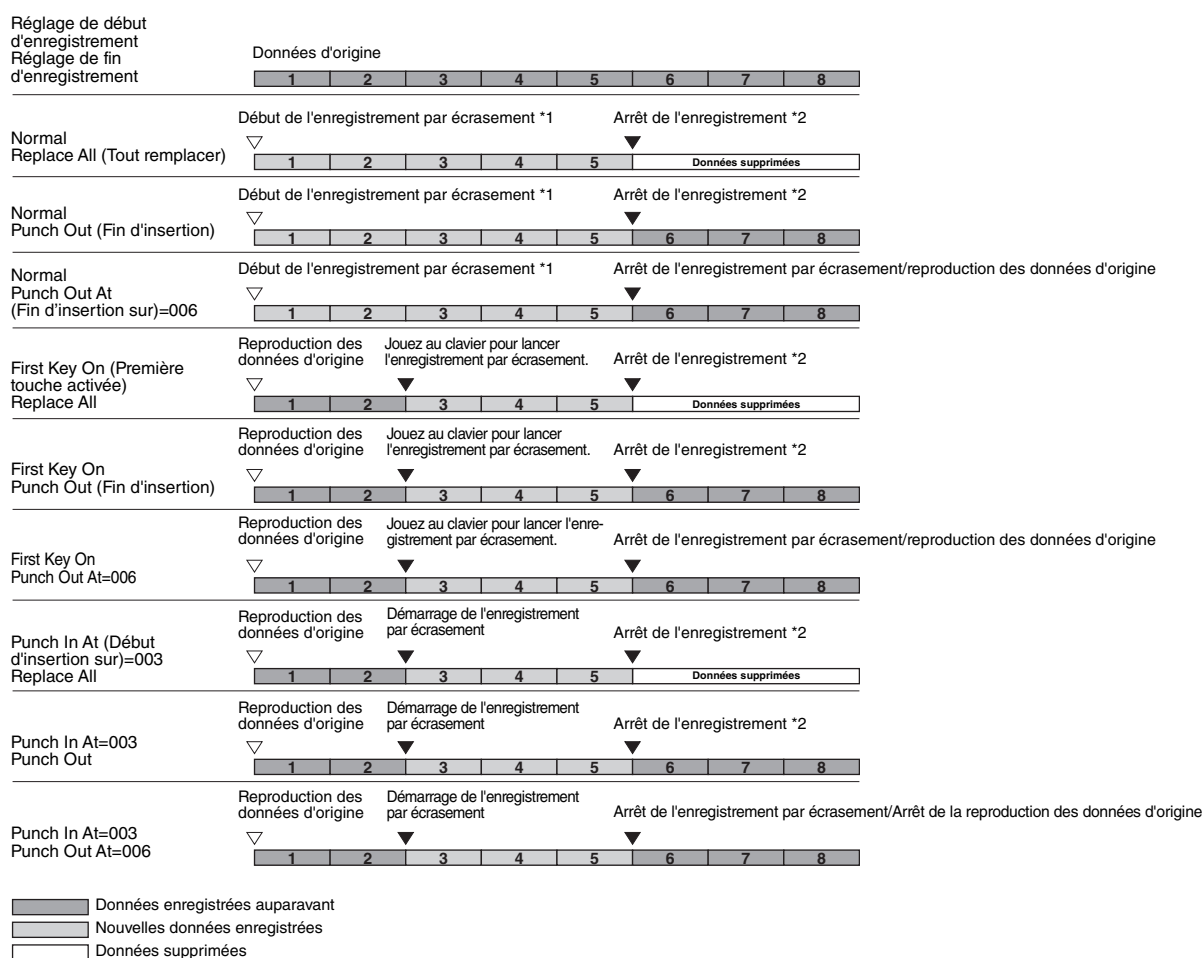 Réglage de début
d'enregistrement
Réglage de fin
d'enregistrement
Données d'origine
1 2 3 4 5 6 7 8
Normal
Replace All (Tout remplacer)
Début de l'enregistrement par écrasement *1
Arrêt de l'enregistrement *2
1 2 3 4 5 Données supprimées
Normal
Punch Out (Fin d'insertion)
Début de l'enregistrement par écrasement *1
Arrêt de l'enregistrement *2
1 2 3 4 5 6 7 8
Normal
Punch Out At
(Fin d'insertion sur)=006
Début de l'enregistrement par écrasement *1
Arrêt de l'enregistrement par écrasement/reproduction des données d'origine
1 2 3 4 5 6 7 8
First Key On (Première
touche activée)
Replace All
Reproduction des
données d'origine
Jouez au clavier pour lancer
l'enregistrement par écrasement.
Arrêt de l'enregistrement *2
1 2 3 4 5 Données supprimées
First Key On
Punch Out (Fin d'insertion)
Reproduction des
données d'origine
Jouez au clavier pour lancer
l'enregistrement par écrasement.
Arrêt de l'enregistrement *2
1 2 3 4 5 6 7 8
First Key On
Punch Out At=006
Reproduction des
données d'origine
Jouez au clavier pour lancer l'enre-
gistrement par écrasement.
Arrêt de l'enregistrement par écrasement/reproduction des données d'origine
1 2 3 4 5 6 7 8
Punch In At (Début
d'insertion sur)=003
Replace All
Reproduction des
données d'origine
Démarrage de l'enregistrement
par écrasement
Arrêt de l'enregistrement *2
1 2 3 4 5 Données supprimées
Punch In At=003
Punch Out
Reproduction des
données d'origine
Démarrage de l'enregistrement
par écrasement
Arrêt de l'enregistrement *2
1 2 3 4 5 6 7 8
Punch In At=003
Punch Out At=006
Reproduction des
données d'origine
Démarrage de l'enregistrement
par écrasement
Arrêt de l'enregistrement par écrasement/Arrêt de la reproduction des données d'origine
1 2 3 4 5 6 7 8
Données enregistrées auparavant
Nouvelles données enregistrées
Données supprimées